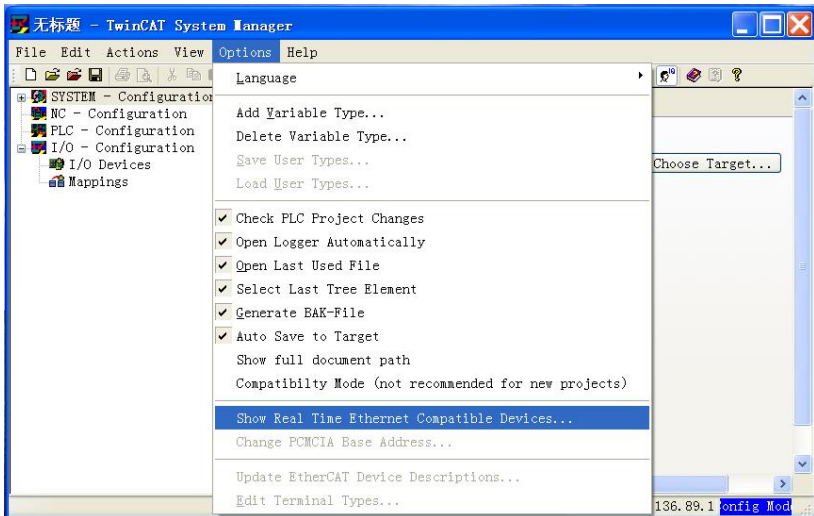 无标题 - TwinCAT System Manager
File Edit Actions View Options Help
Language
SYSTEM - Configuration
NC - Configuration
PLC - Configuration
I/O - Configuration
I/O Devices
Mappings
Add Variable Type...
Delete Variable Type...
Save User Types...
Load User Types...
Choose Target...
Check PLC Project Changes
Open Logger Automatically
Open Last Used File
Select Last Tree Element
Generate BAK-File
Auto Save to Target
Show full document path
Compatibilty Mode (not recommended for new projects)
Show Real Time Ethernet Compatible Devices...
Change PCMCIA Base Address...
Update EtherCAT Device Descriptions...
Edit Terminal Types...
136.89.1 Config Mod